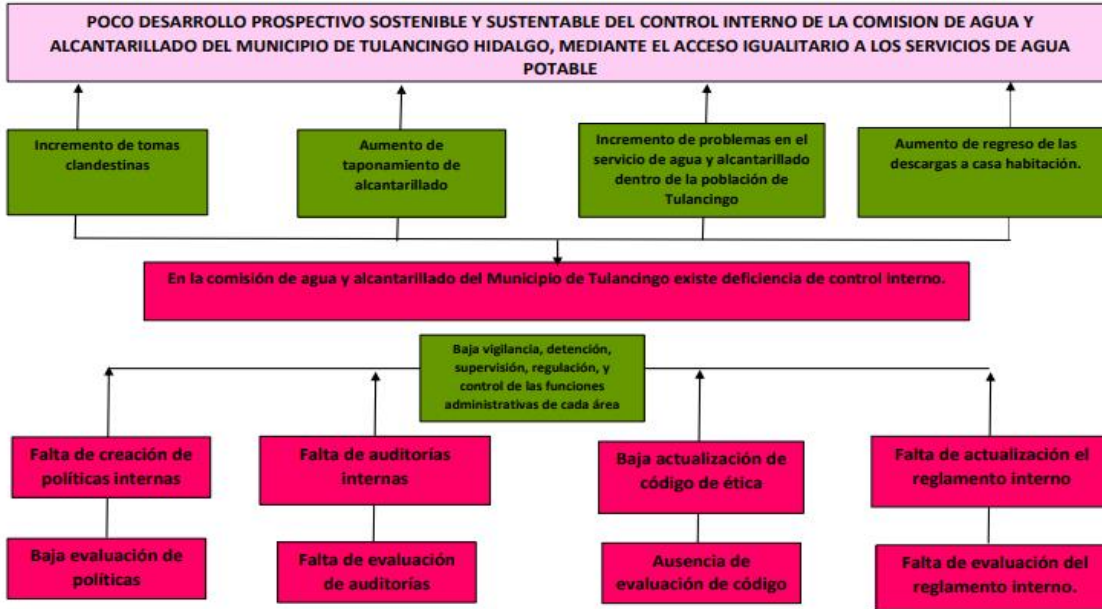 POCO DESARROLLO PROSPECTIVO SOSTENIBLE Y SUSTENTABLE DEL CONTROL INTERNO DE LA COMISION DE AGUA Y
ALCANTARILLADO DEL MUNICIPIO DE TULANCINGO HIDALGO, MEDIANTE EL ACCESO IGUALITARIO A LOS SERVICIOS DE AGUA
POTABLE
Incremento de tomas
clandestinas
Aumento de
taponamiento de
alcantarillado
Incremento de problemas en el
servicio de agua y alcantarillado
dentro de la población de
Tulancingo
Aumento de regreso de las
descargas a casa habitación.
En la comisión de agua y alcantarillado del Municipio de Tulancingo existe deficiencia de control interno.
Baja vigilancia, detención,
supervisión, regulación, y
control de las funciones
administrativas de cada área
Falta de creación de
políticas internas
Falta de auditorías
internas
Baja actualización de
código de ética
Falta de actualización el
reglamento interno
Baja evaluación de
políticas
Falta de evaluación
de auditorías
Ausencia de
evaluación de código
Falta de evaluación del
reglamento interno.